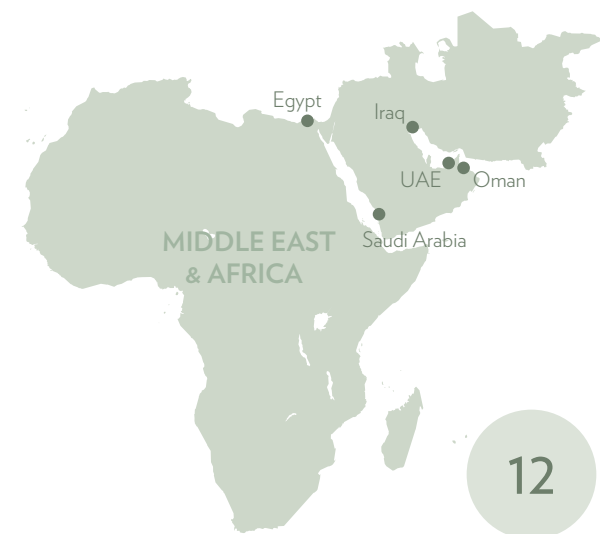 Egypt
Iraq
UAE
Oman
Saudi Arabia
MIDDLE EAST
& AFRICA
12